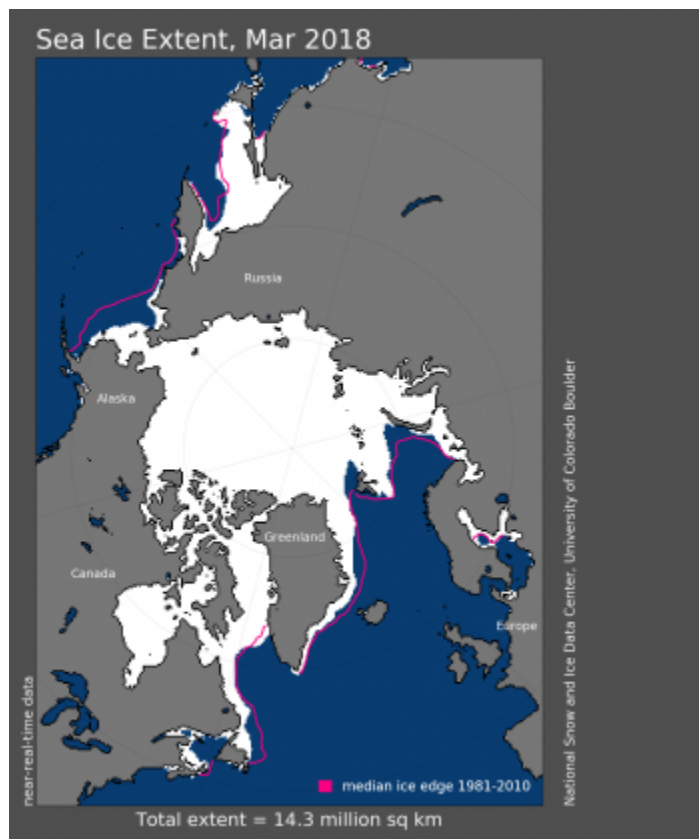 Sea Ice Extent, Mar 2018
Russia
Alaska
Greenland
Canada
Europe
near-real-time data
National Snow and Ice Data Center, University of Colorado Boulder
median ice edge 1981-2010
Total extent = 14.3 million sq km